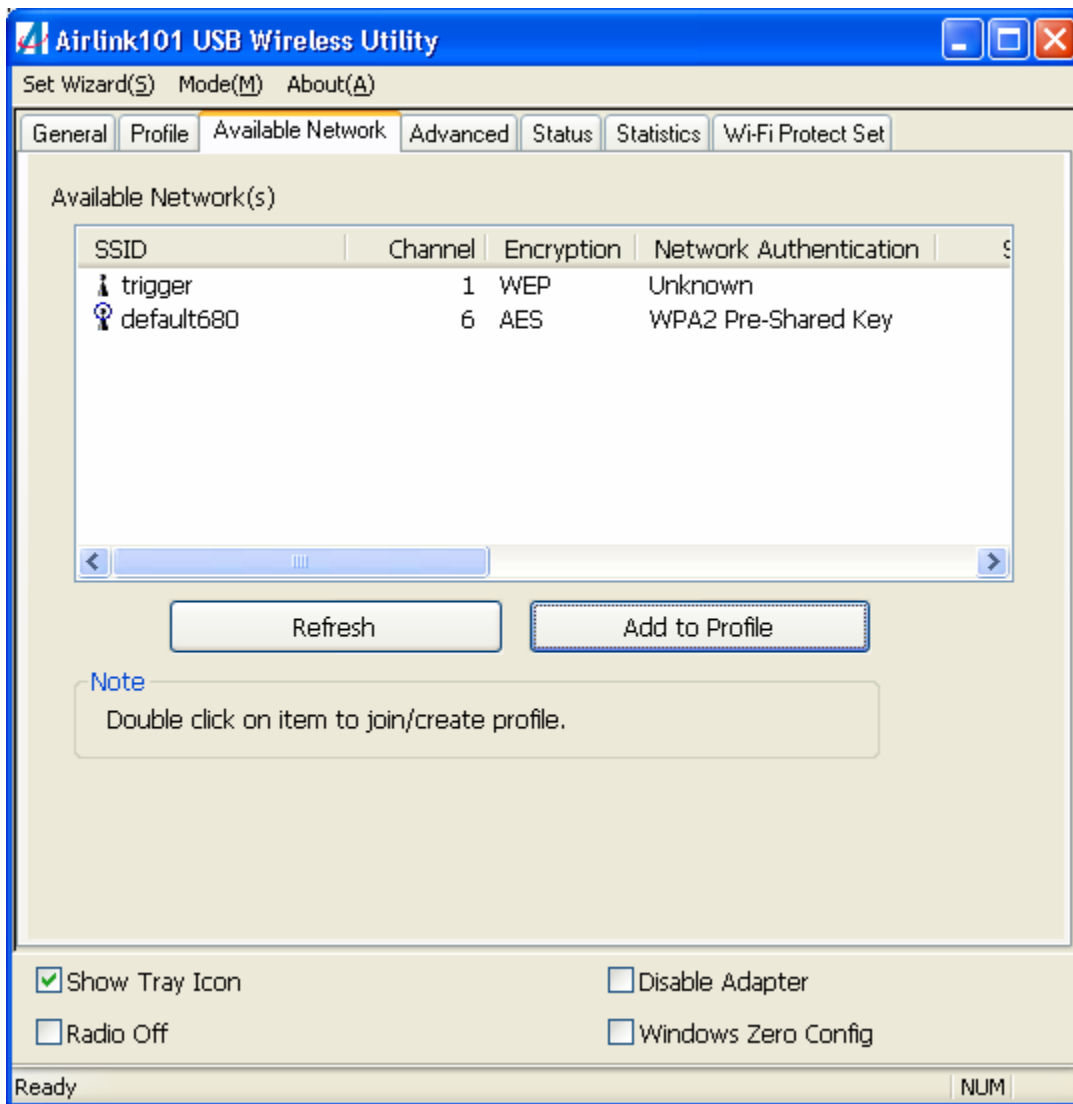 Airlink101 USB Wireless Utility
Set Wizard(S) Mode(M) About(A)
General Profile Available Network Advanced Status Statistics Wi-Fi Protect Set
Available Network(s)
SSID Channel Encryption Network Authentication
trigger 1 WEP Unknown
default680 6 AES WPA2 Pre-Shared Key
Refresh Add to Profile
Note
Double click on item to join/create profile.
Show Tray Icon Disable Adapter
Radio Off Windows Zero Config
Ready NUM